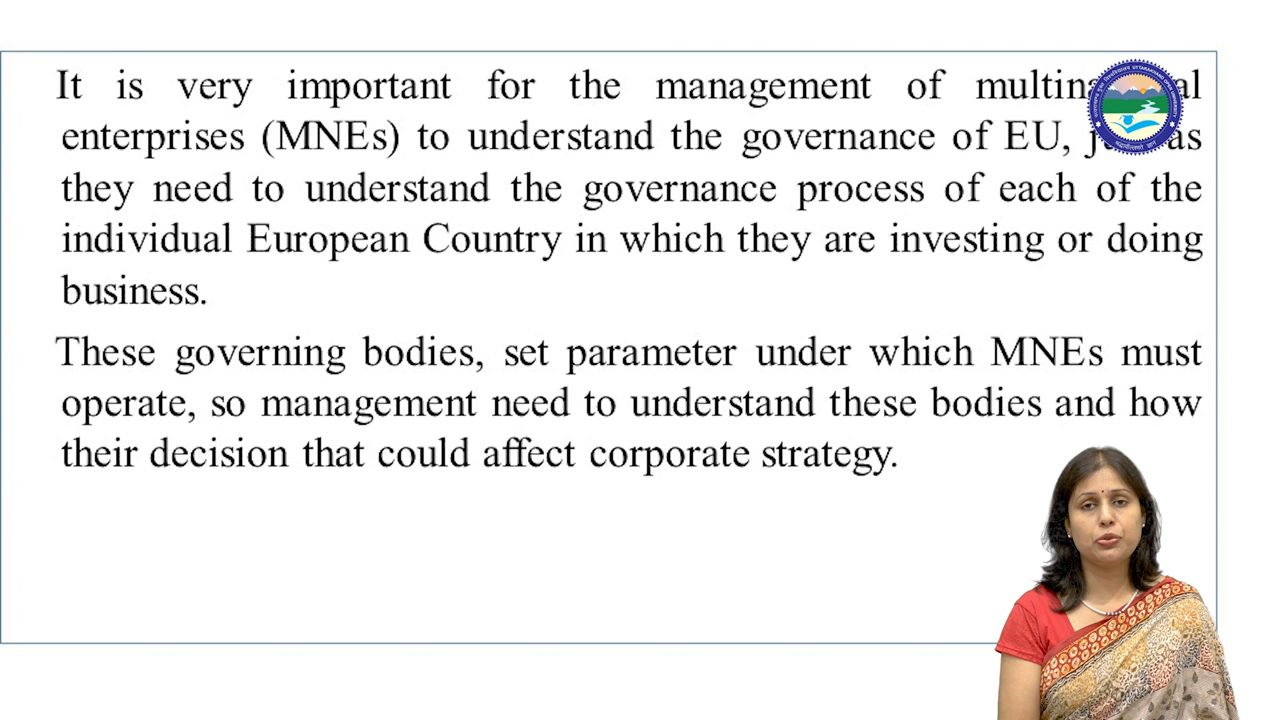 It is very important for the management of
enterprises (MNEs) to understand the governance of EU, as
they need to understand the governance process of each of the
individual European Country in which they are investing or doing
business.
These governing bodies, set parameter under which MNEs must
operate, so management need to understand these bodies and how
their decision that could affect corporate strategy.